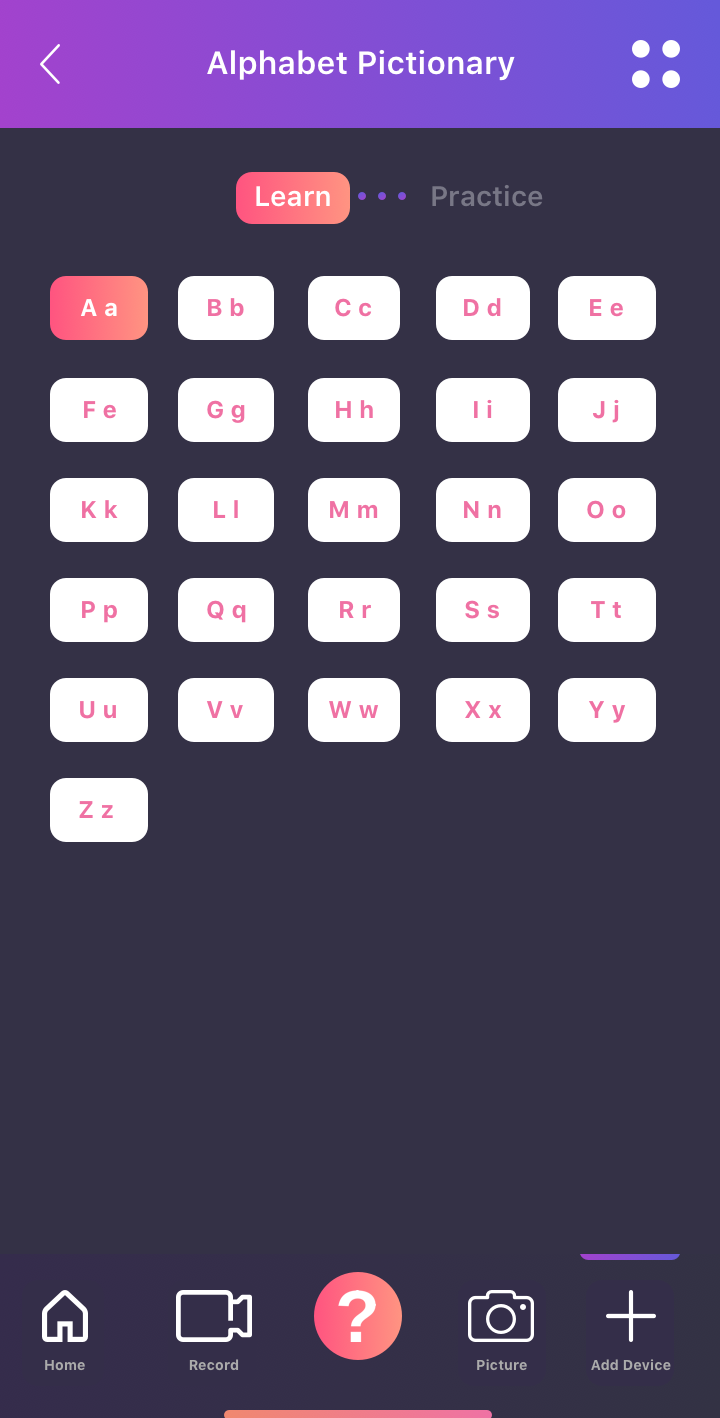 Alphabet Pictionary
Learn Practice
A a B b C c D d E e
F e G g H h I i J j
K k L l M m N n O o
P p Q q R r S s T t
U u V v W w X x Y y
Z z
?
Home Record Picture Add Device